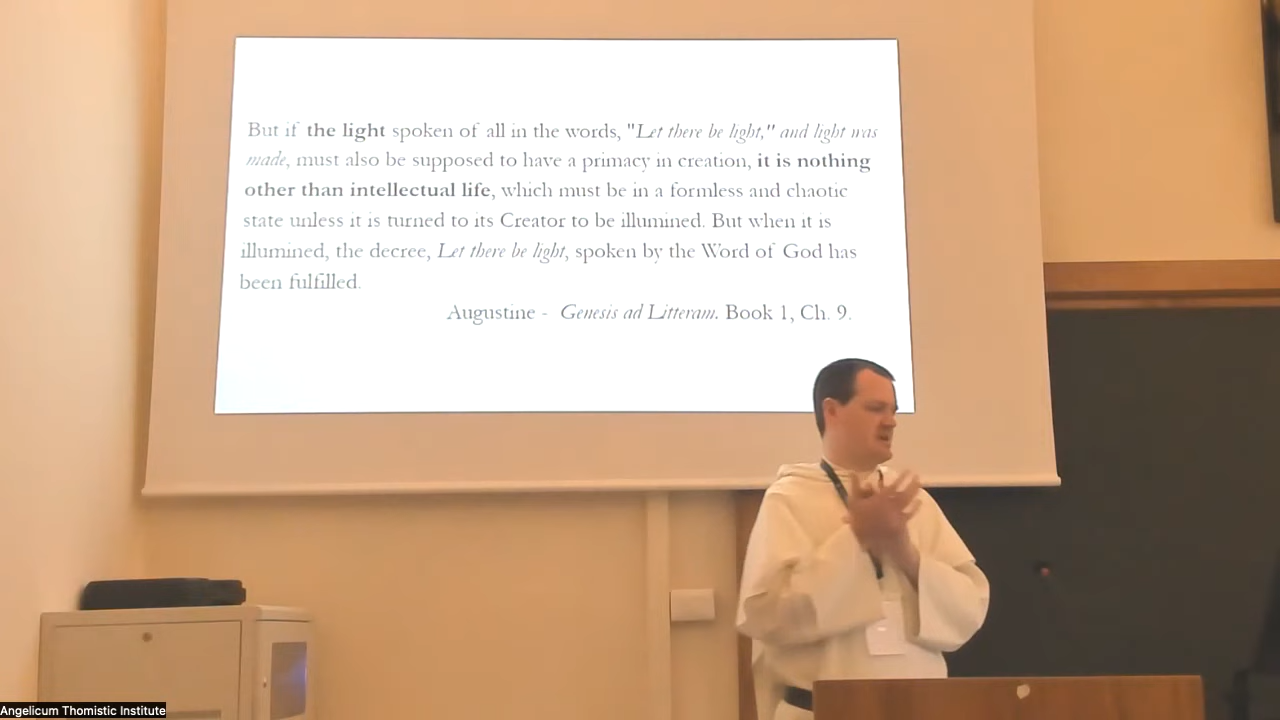 But if the light spoken of all in the words, "Let there be light," and light was
made, must also be supposed to have a primacy in creation, it is nothing
other than intellectual life, which must be in a formless and chaotic
state unless it is turned to its Creator to be illumined. But when it is
illumined, the decree, Let there be light, spoken by the Word of God has
been fulfilled.
Augustine - Genesis ad Litteram. Book 1, Ch. 9.
Angelicum Thomistic Institute